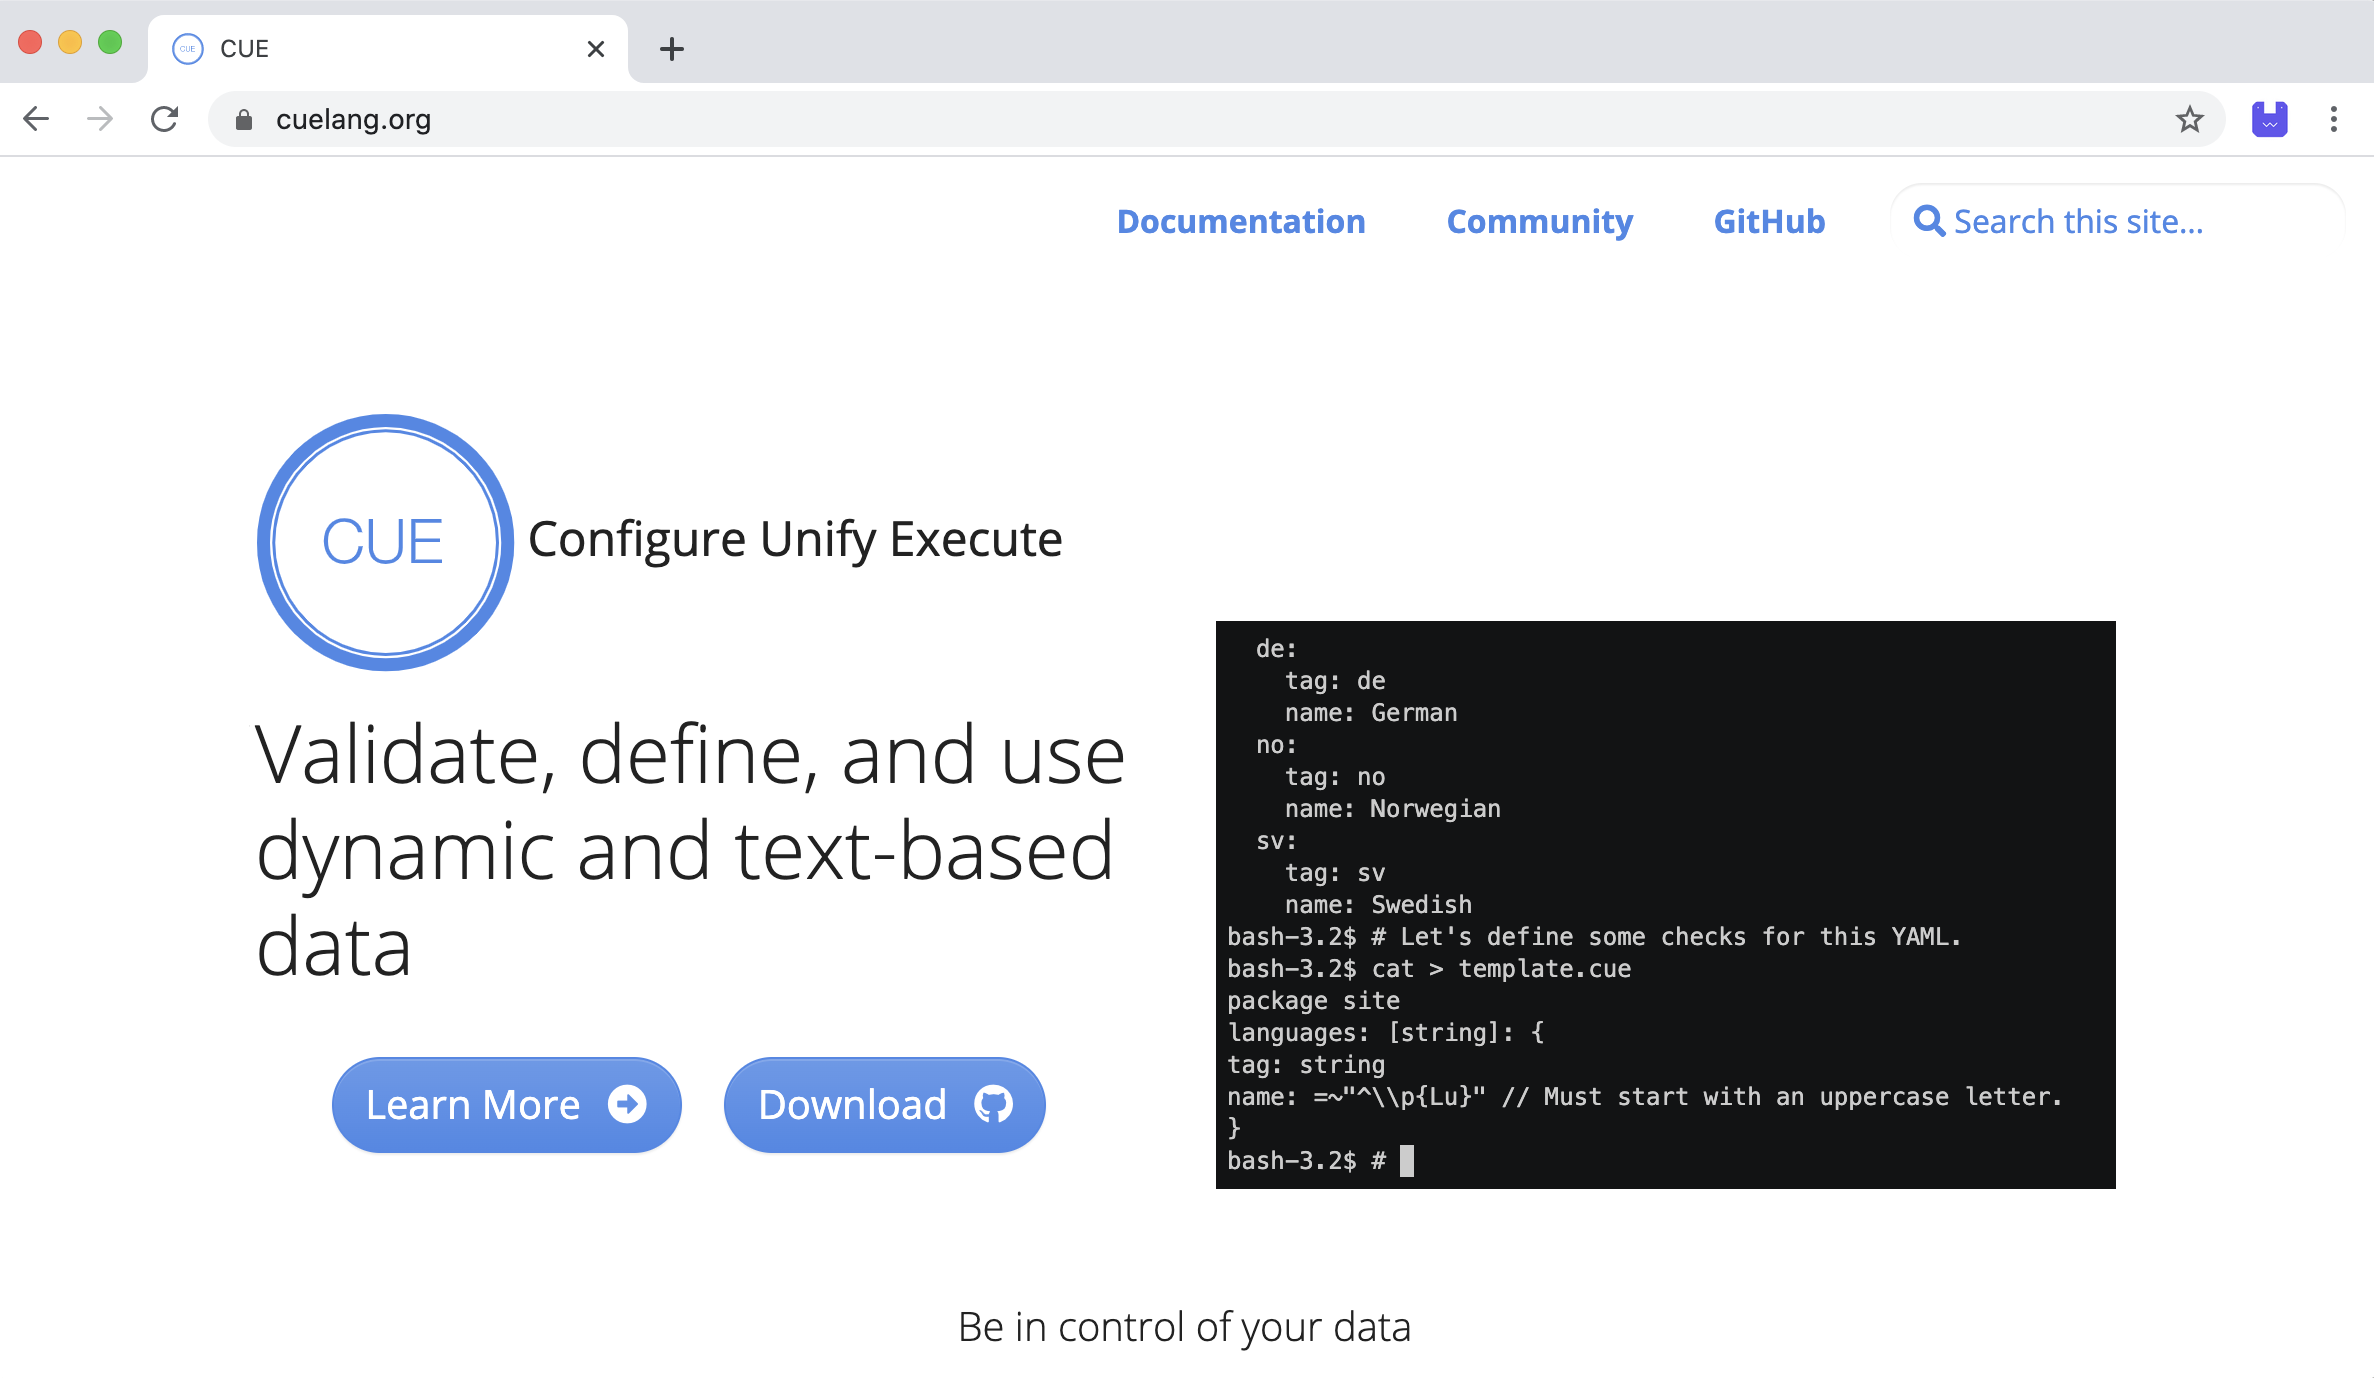 CUE CUE
cuelang.org
Documentation Community GitHub Search this site...
CUE Configure Unify Execute
Validate, define, and use
dynamic and text-based
data
Learn More Download
  de:
    tag: de
    name: German
  no:
    tag: no
    name: Norwegian
  sv:
    tag: sv
    name: Swedish
bash-3.2$ # Let's define some checks for this YAML.
bash-3.2$ cat > template.cue
package site
languages: [string]: {
tag: string
name: =~"^\\p{Lu}" // Must start with an uppercase letter.
}
bash-3.2$ #
Be in control of your data